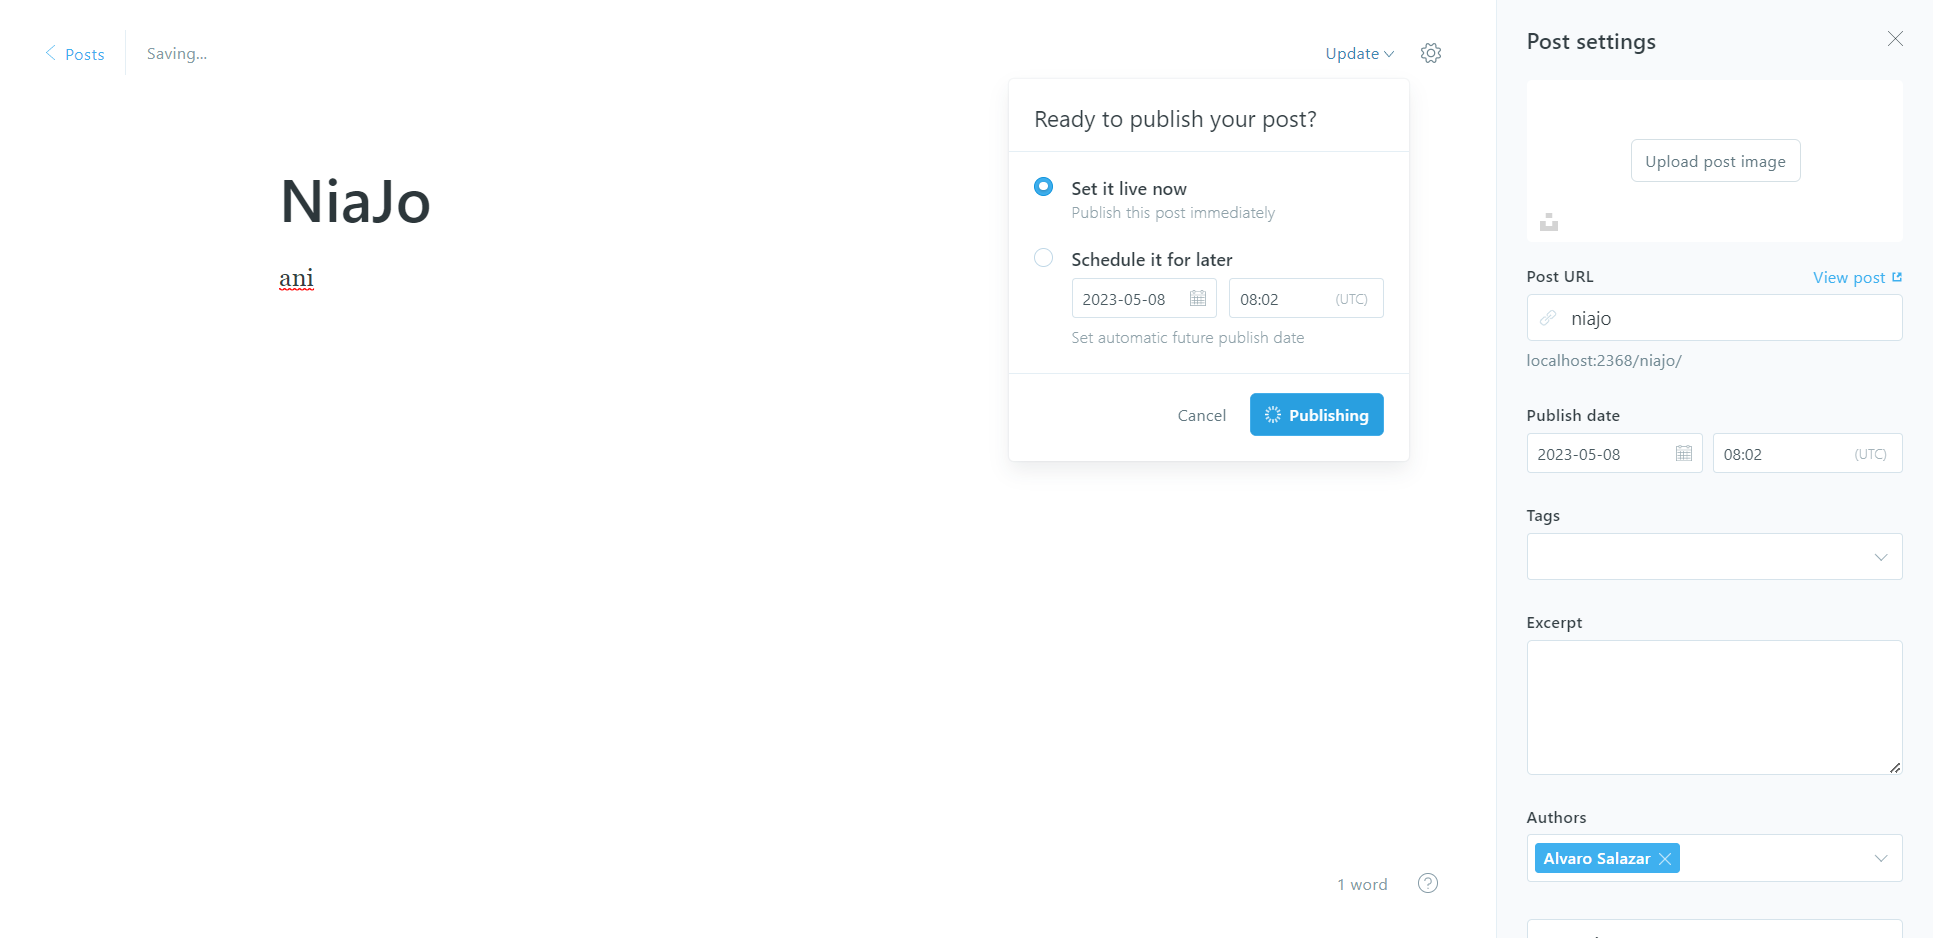 Posts
Saving...
Update
NiaJo
ani
Ready to publish your post?
Set it live now
Publish this post immediately
Schedule it for later
2023-05-08
08:02 (UTC)
Set automatic future publish date
Cancel
Publishing
1 word
?
Post settings
Upload post image
Post URL
View post
niajo
localhost:2368/niajo/
Publish date
2023-05-08
08:02 (UTC)
Tags
Excerpt
Authors
Alvaro Salazar